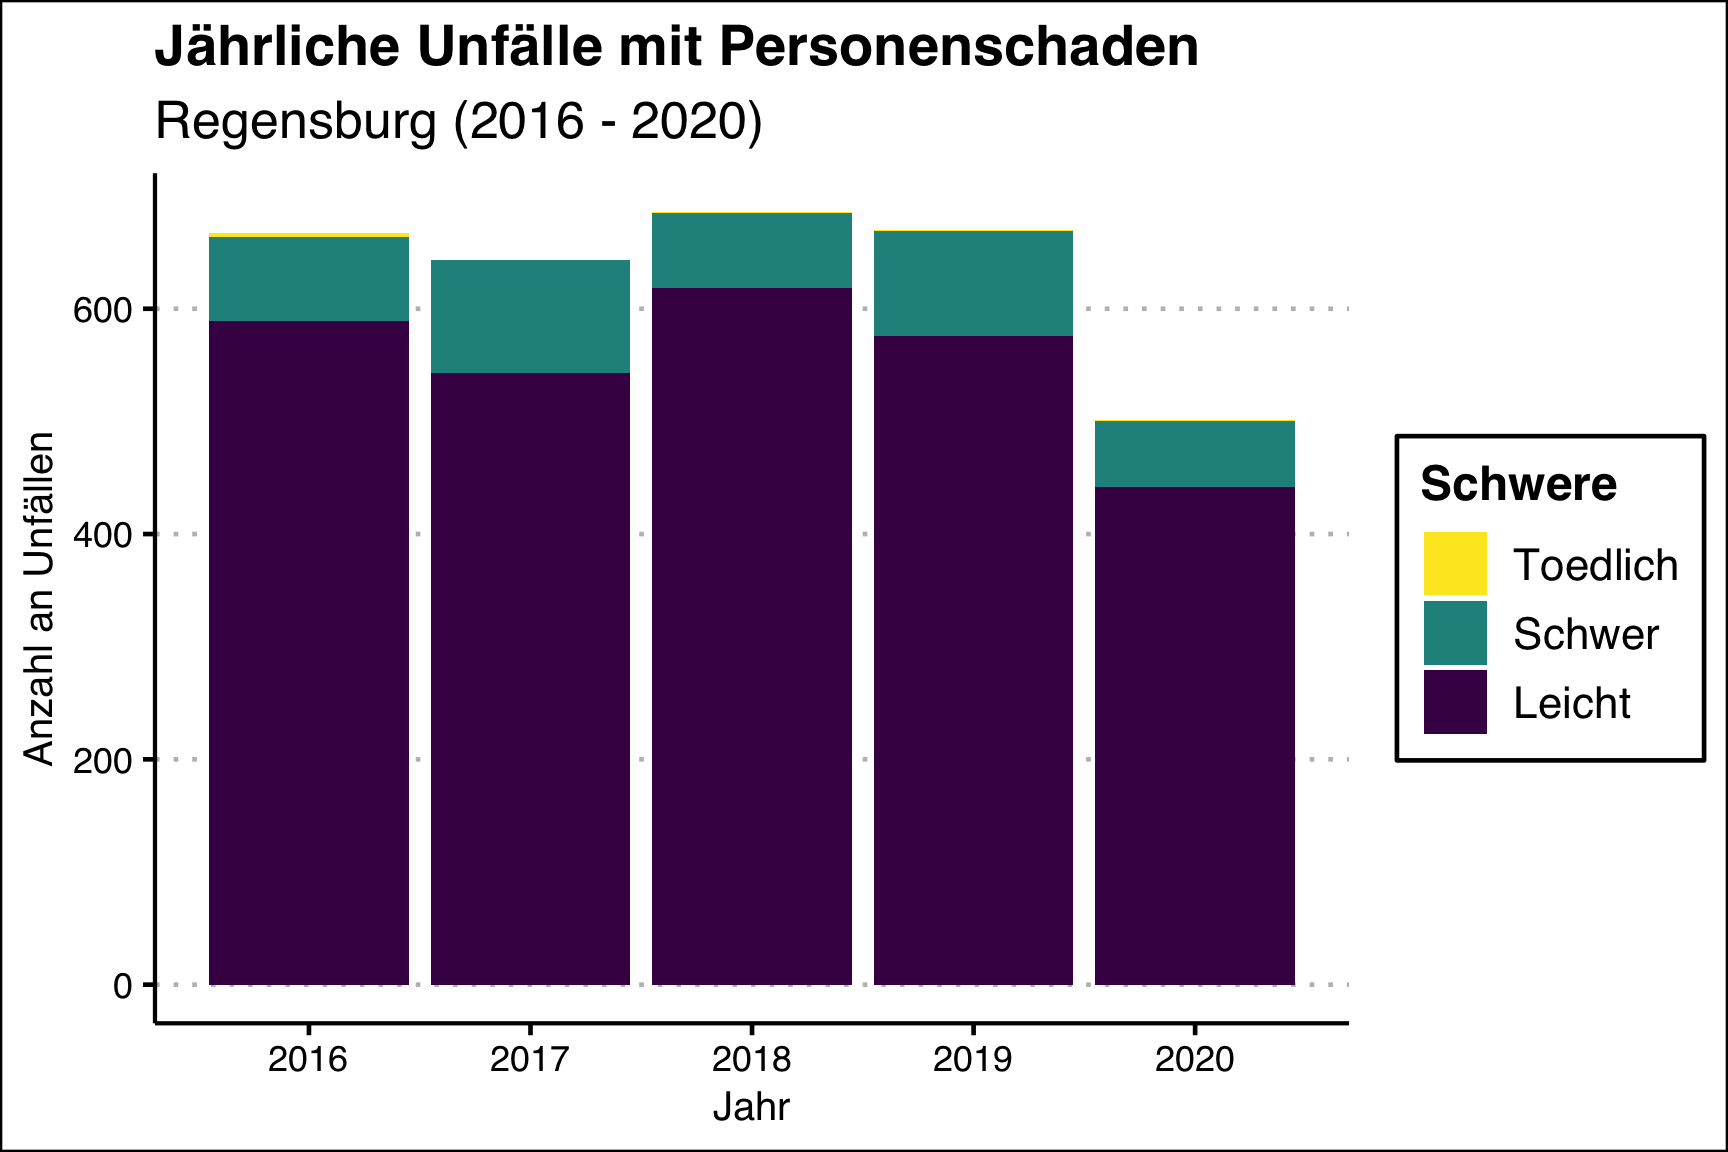 Jährliche Unfälle mit Personenschaden
Regensburg (2016 - 2020)
Anzahl an Unfällen
600
400
200
0
2016 2017 2018 2019 2020
Jahr
Schwere
Toedlich
Schwer
Leicht